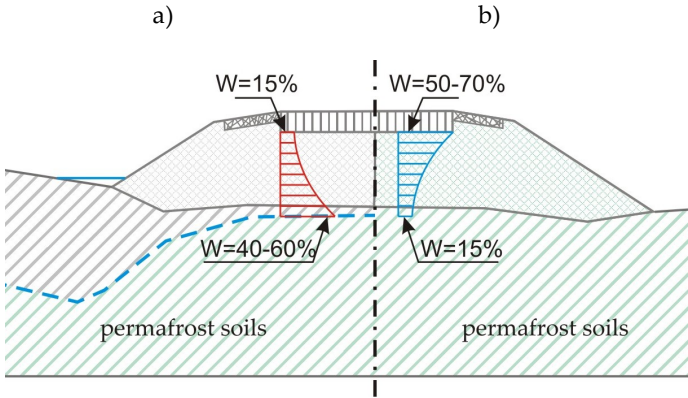 a)
b)
W=15%
W=50-70%
W=40-60%
W=15%
permafrost soils
permafrost soils